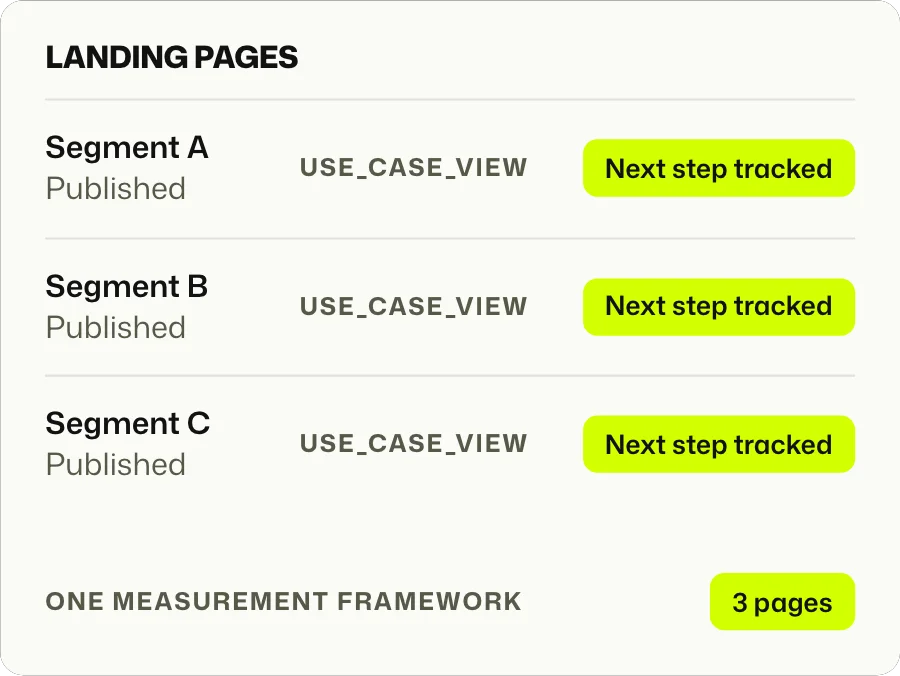 LANDING PAGES
Segment A
Published
USE_CASE_VIEW
Next step tracked
Segment B
Published
USE_CASE_VIEW
Next step tracked
Segment C
Published
USE_CASE_VIEW
Next step tracked
ONE MEASUREMENT FRAMEWORK
3 pages